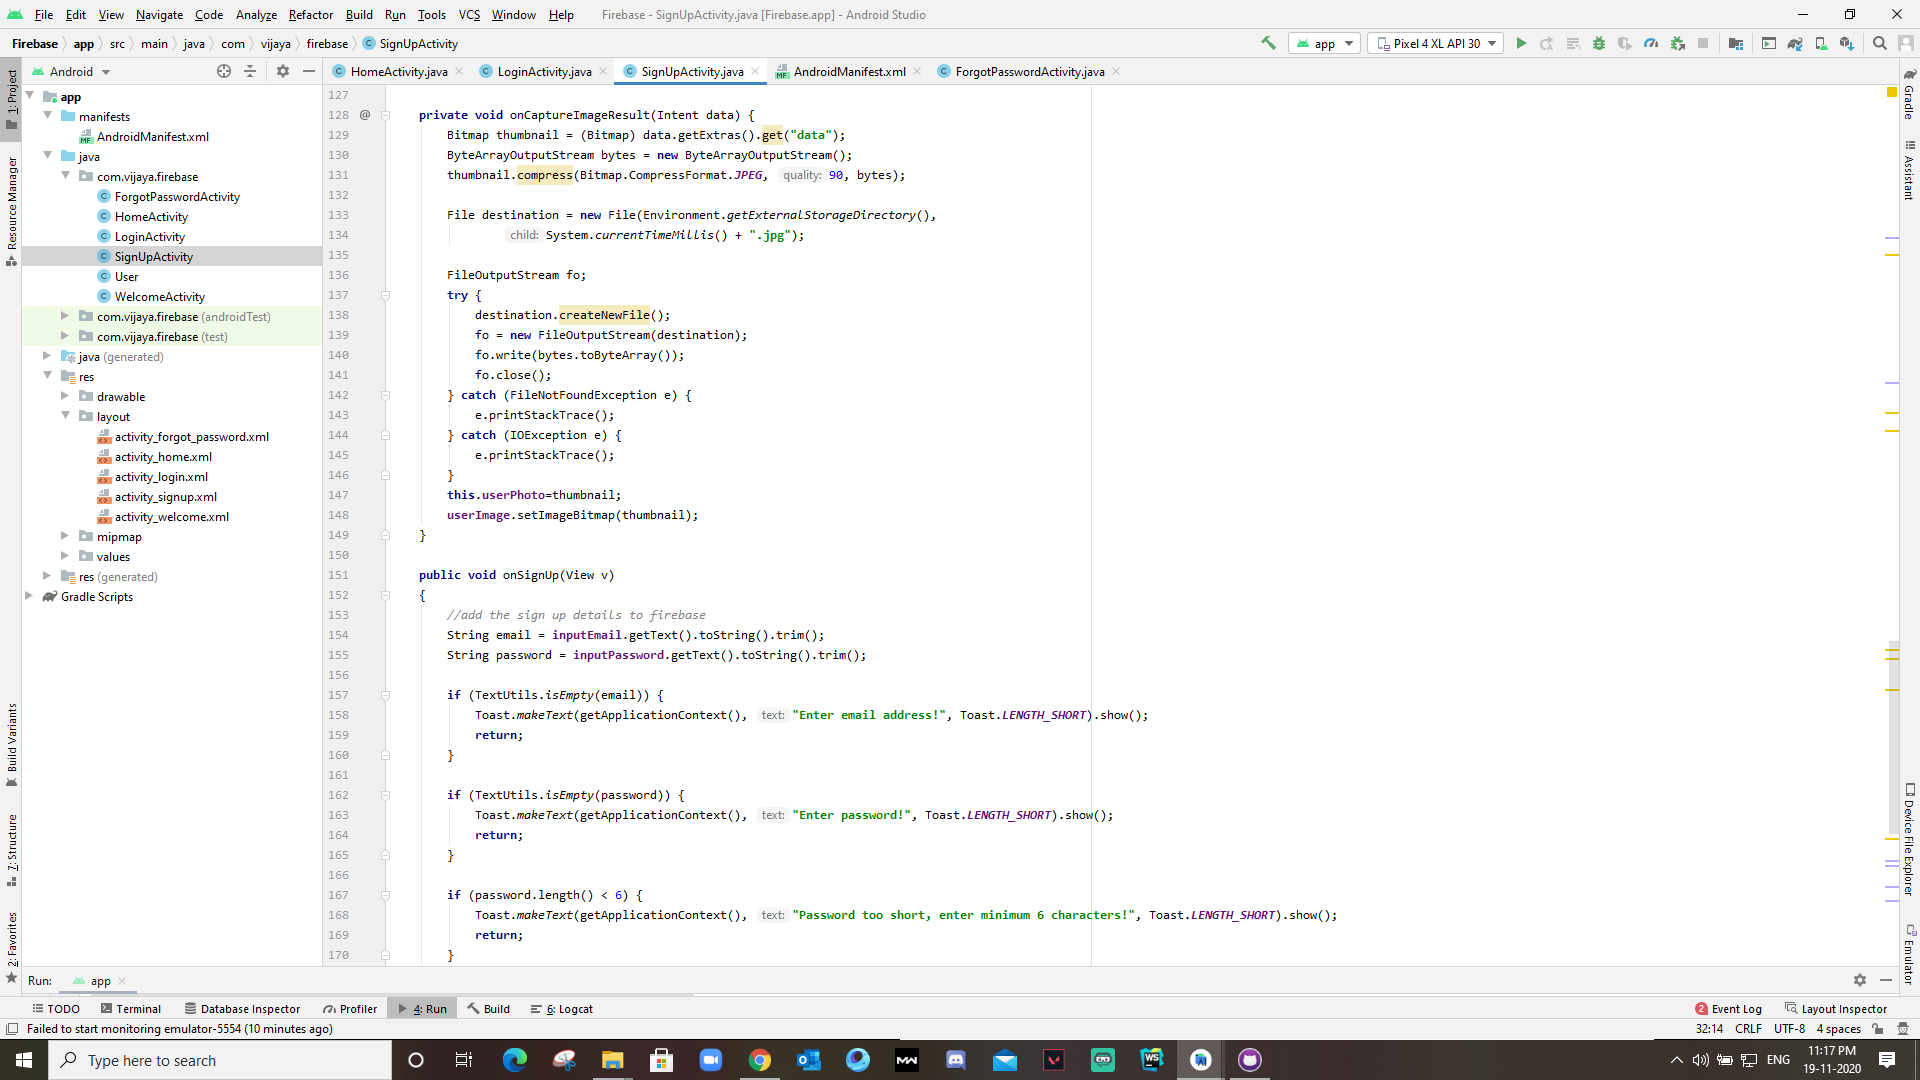 File Edit View Navigate Code Analyze Refactor Build Run Tools VCS Window Help Firebase - SignUpActivity.java [Firebase.app] - Android Studio
Firebase app src main java com vijaya firebase SignUpActivity app Pixel 4 XL API 30
Android HomeActivity.java LoginActivity.java SignUpActivity.java AndroidManifest.xml ForgotPasswordActivity.java
1: Project
Resource Manager
Build Variants
7: Structure
2: Favorites
app
manifests
AndroidManifest.xml
java
com.vijaya.firebase
ForgotPasswordActivity
HomeActivity
LoginActivity
SignUpActivity
User
WelcomeActivity
com.vijaya.firebase (androidTest)
com.vijaya.firebase (test)
java (generated)
res
drawable
layout
activity_forgot_password.xml
activity_home.xml
activity_login.xml
activity_signup.xml
activity_welcome.xml
mipmap
values
res (generated)
Gradle Scripts
127
128 @ private void onCaptureImageResult(Intent data) {
129 Bitmap thumbnail = (Bitmap) data.getExtras().get("data");
130 ByteArrayOutputStream bytes = new ByteArrayOutputStream();
131 thumbnail.compress(Bitmap.CompressFormat.JPEG, quality: 90, bytes);
132
133 File destination = new File(Environment.getExternalStorageDirectory(),
134 child: System.currentTimeMillis() + ".jpg");
135
136 FileOutputStream fo;
137 try {
138 destination.createNewFile();
139 fo = new FileOutputStream(destination);
140 fo.write(bytes.toByteArray());
141 fo.close();
142 } catch (FileNotFoundException e) {
143 e.printStackTrace();
144 } catch (IOException e) {
145 e.printStackTrace();
146 }
147 this.userPhoto=thumbnail;
148 userImage.setImageBitmap(thumbnail);
149 }
150
151 public void onSignUp(View v)
152 {
153 //add the sign up details to firebase
154 String email = inputEmail.getText().toString().trim();
155 String password = inputPassword.getText().toString().trim();
156
157 if (TextUtils.isEmpty(email)) {
158 Toast.makeText(getApplicationContext(), text: "Enter email address!", Toast.LENGTH_SHORT).show();
159 return;
160 }
161
162 if (TextUtils.isEmpty(password)) {
163 Toast.makeText(getApplicationContext(), text: "Enter password!", Toast.LENGTH_SHORT).show();
164 return;
165 }
166
167 if (password.length() < 6) {
168 Toast.makeText(getApplicationContext(), text: "Password too short, enter minimum 6 characters!", Toast.LENGTH_SHORT).show();
169 return;
170 }
Gradle
Assistant
Device File Explorer
Emulator
Run: app
TODO Terminal Database Inspector Profiler 4: Run Build 6: Logcat 2 Event Log Layout Inspector
Failed to start monitoring emulator-5554 (10 minutes ago) 32:14 CRLF UTF-8 4 spaces
Type here to search ENG 11:17 PM
19-11-2020